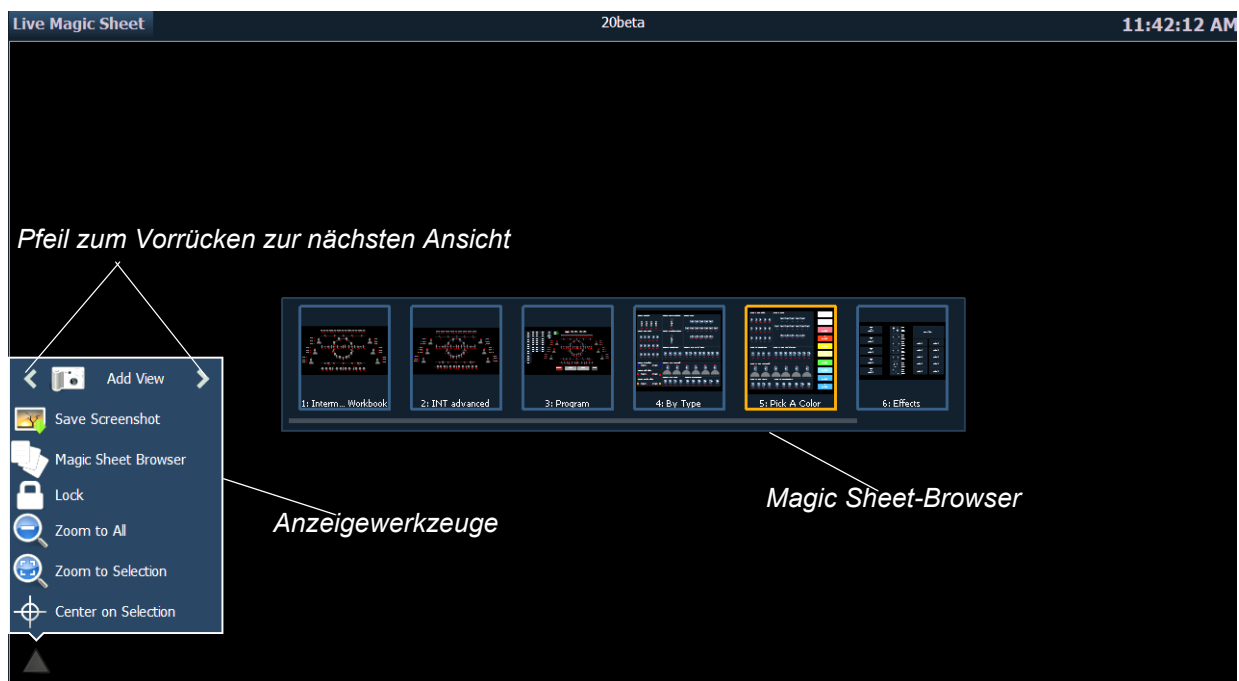 Live Magic Sheet
20beta
11:42:12 AM
Pfeil zum Vorrücken zur nächsten Ansicht
Add View
Save Screenshot
Magic Sheet Browser
Lock
Zoom to All
Zoom to Selection
Center on Selection
1: Interm... Workbook
2: INT advanced
3: Program
4: By Type
5: Pick A Color
6: Effects
Anzeigewerkzeuge
Magic Sheet-Browser